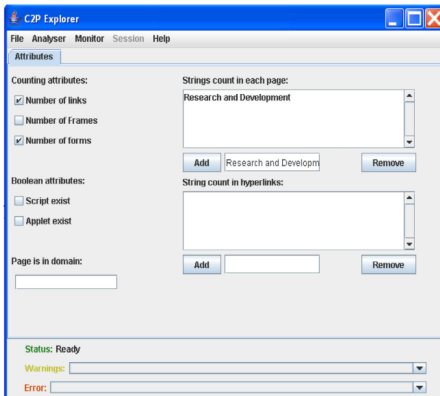 C2P Explorer
File Analyser Monitor Session Help
Attributes
Counting attributes:
Number of links
Number of Frames
Number of forms
Strings count in each page:
Research and Development
Add Research and Developm Remove
Boolean attributes:
Script exist
Applet exist
String count in hyperlinks:
Page is in domain:
Add Remove
Status: Ready
Warnings:
Error: